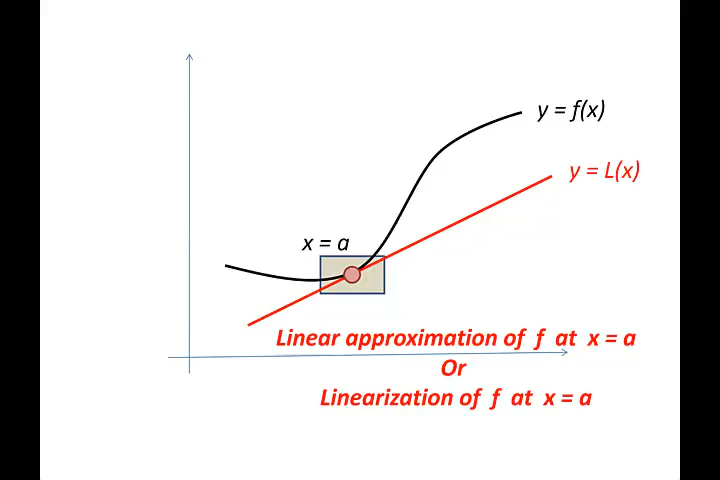 y = f(x)
y = L(x)
x = a
Linear approximation of f at x = a
Or
Linearization of f at x = a